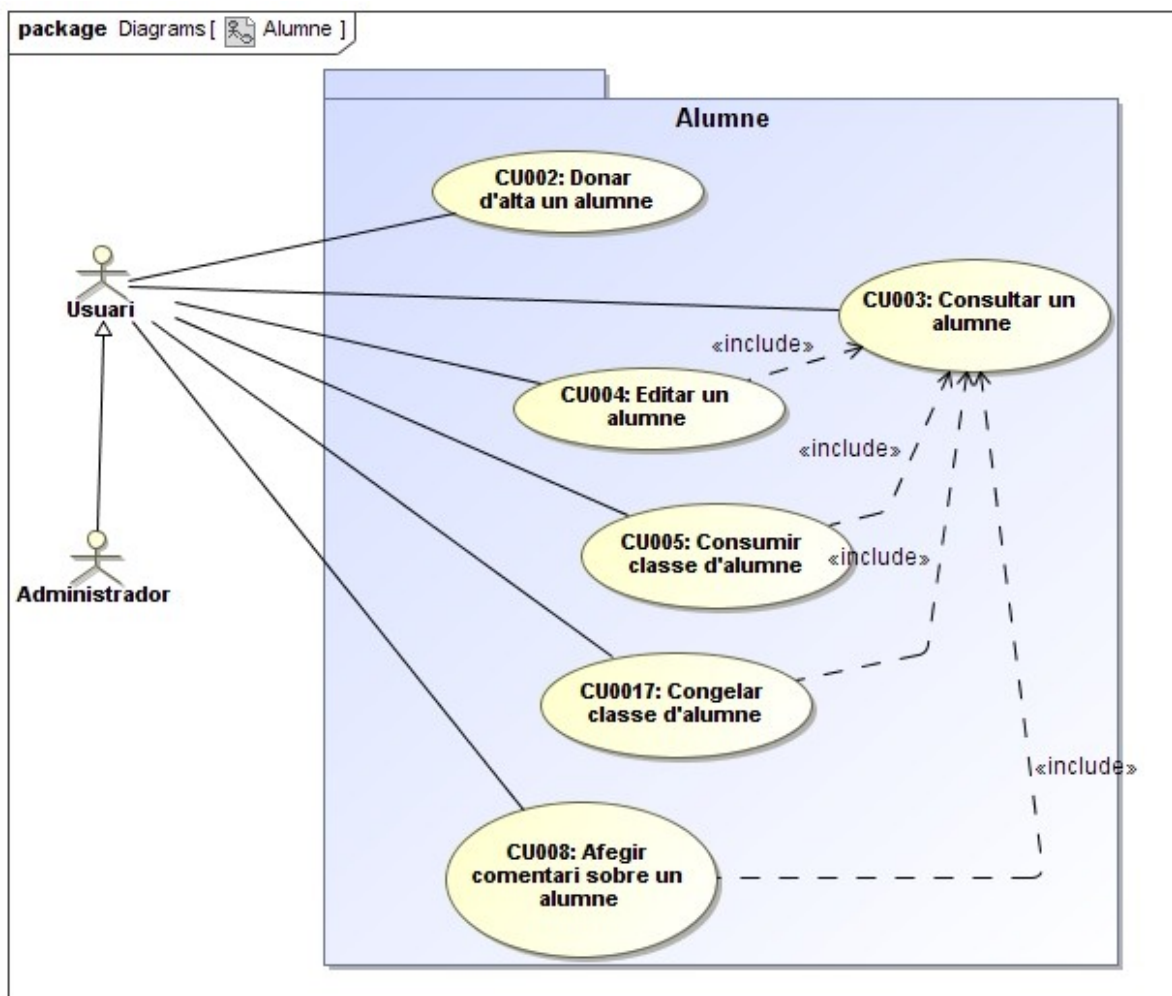 package Diagrams [ Alumne ]
Alumne
CU002: Donar
d'alta un alumne
Usuari
CU003: Consultar un
alumne
«include»
CU004: Editar un
alumne
«include»
CU005: Consumir
classe d'alumne
«include»
Administrador
CU0017: Congelar
classe d'alumne
«include»
CU008: Afegir
comentari sobre un
alumne